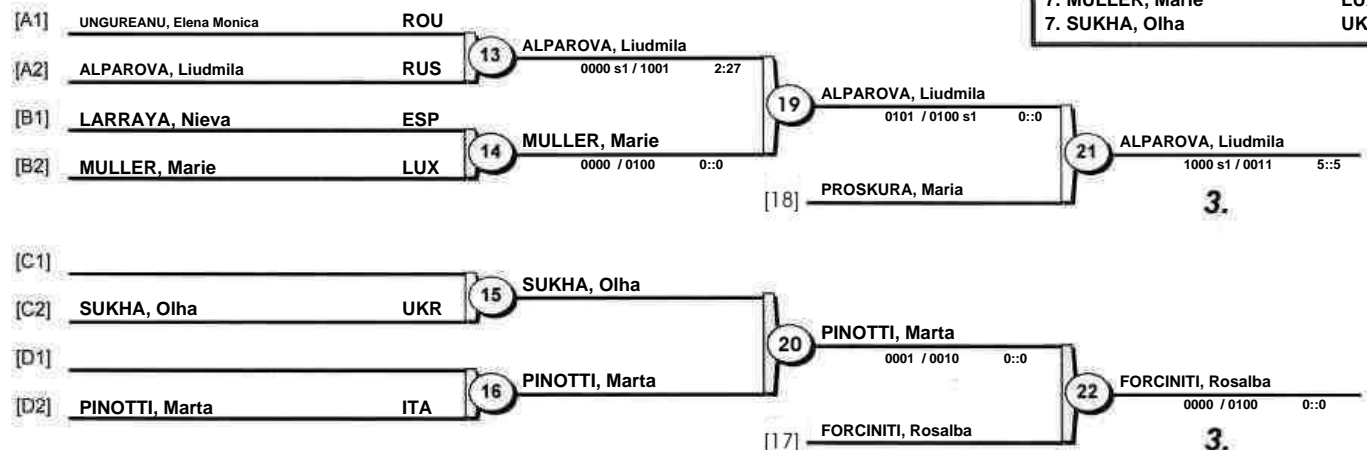 7. MULLER, Marie LU
7. SUKHA, Olha UK
[A1] UNGUREANU, Elena Monica ROU
13 ALPAROVA, Liudmila
[A2] ALPAROVA, Liudmila RUS
0000 s1 / 1001 2:27
19 ALPAROVA, Liudmila
0101 / 0100 s1 0::0
[B1] LARRAYA, Nieva ESP
14 MULLER, Marie
[B2] MULLER, Marie LUX
0000 / 0100 0::0
21 ALPAROVA, Liudmila
1000 s1 / 0011 5::5
[18] PROSKURA, Maria
3.
[C1]
15 SUKHA, Olha
[C2] SUKHA, Olha UKR
20 PINOTTI, Marta
0001 / 0010 0::0
[D1]
16 PINOTTI, Marta
[D2] PINOTTI, Marta ITA
22 FORCINITI, Rosalba
0000 / 0100 0::0
[17] FORCINITI, Rosalba
3.